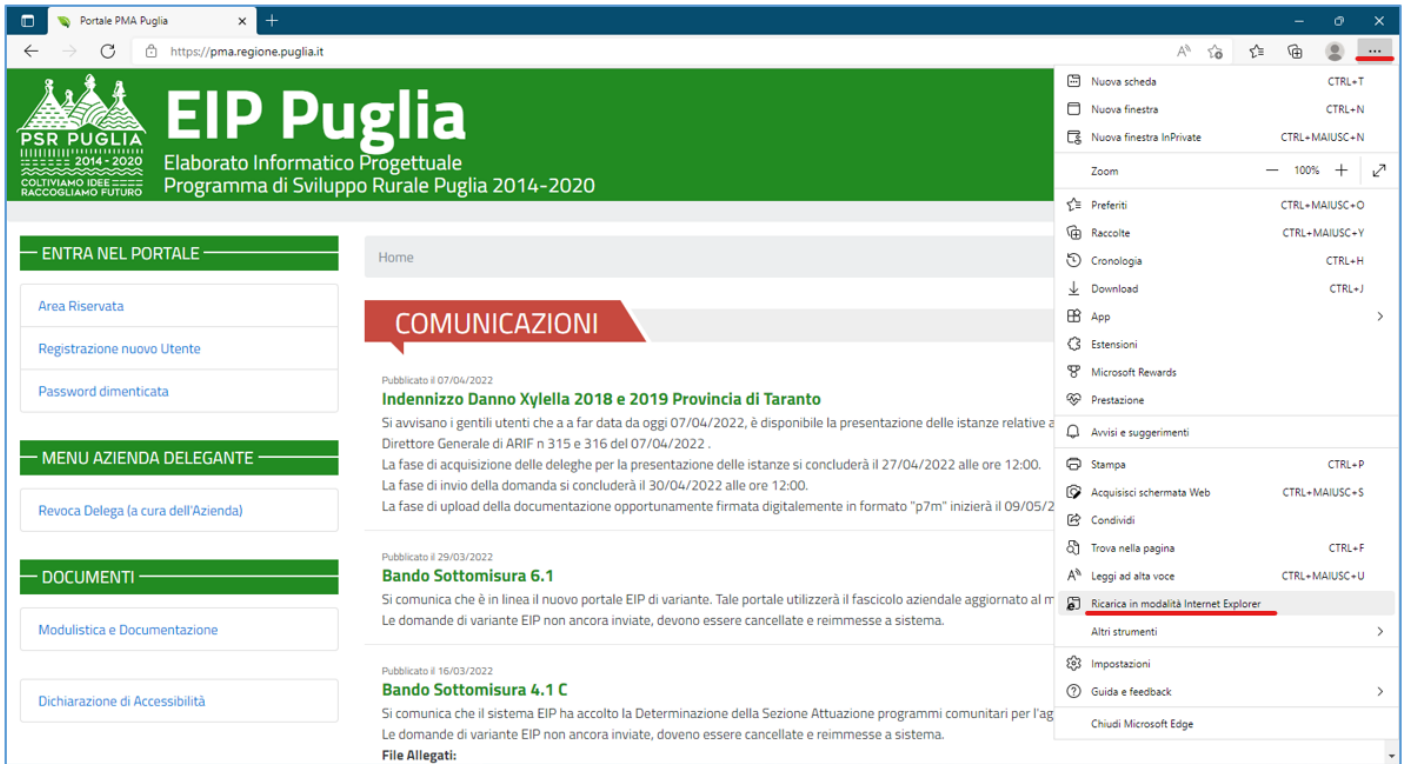 Portale PMA Puglia
https://pma.regione.puglia.it
PSR PUGLIA
2014 - 2020
COLTIVIAMO IDEE
RACCOGLIAMO FUTURO
EIP Puglia
Elaborato Informatico Progettuale
Programma di Sviluppo Rurale Puglia 2014-2020
ENTRA NEL PORTALE
Area Riservata
Registrazione nuovo Utente
Password dimenticata
MENU AZIENDA DELEGANTE
Revoca Delega (a cura dell'Azienda)
DOCUMENTI
Modulistica e Documentazione
Dichiarazione di Accessibilità
Home
COMUNICAZIONI
Pubblicato il 07/04/2022
Indennizzo Danno Xylella 2018 e 2019 Provincia di Taranto
Si avvisano i gentili utenti che a a far data da oggi 07/04/2022, è disponibile la presentazione delle istanze relative a
Direttore Generale di ARIF n 315 e 316 del 07/04/2022 .
La fase di acquisizione delle deleghe per la presentazione delle istanze si concluderà il 27/04/2022 alle ore 12:00.
La fase di invio della domanda si concluderà il 30/04/2022 alle ore 12:00.
La fase di upload della documentazione opportunamente firmata digitalemente in formato "p7m" inizierà il 09/05/2
Pubblicato il 29/03/2022
Bando Sottomisura 6.1
Si comunica che è in linea il nuovo portale EIP di variante. Tale portale utilizzerà il fascicolo aziendale aggiornato al m
Le domande di variante EIP non ancora inviate, devono essere cancellate e reimmesse a sistema.
Pubblicato il 16/03/2022
Bando Sottomisura 4.1 C
Si comunica che il sistema EIP ha accolto la Determinazione della Sezione Attuazione programmi comunitari per l'ag
Le domande di variante EIP non ancora inviate, doveno essere cancellate e reimmesse a sistema.
File Allegati:
Nuova scheda CTRL+T
Nuova finestra CTRL+N
Nuova finestra InPrivate CTRL+MAIUSC+N
Zoom — 100% +
Preferiti CTRL+MAIUSC+O
Raccolte CTRL+MAIUSC+Y
Cronologia CTRL+H
Download CTRL+J
App
Estensioni
Microsoft Rewards
Prestazione
Avvisi e suggerimenti
Stampa CTRL+P
Acquisisci schermata Web CTRL+MAIUSC+S
Condividi
Trova nella pagina CTRL+F
Leggi ad alta voce CTRL+MAIUSC+U
Ricarica in modalità Internet Explorer
Altri strumenti
Impostazioni
Guida e feedback
Chiudi Microsoft Edge